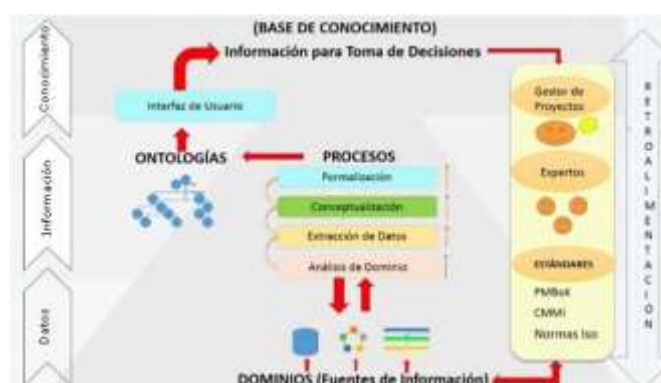 (BASE DE CONOCIMIENTO)
Información para Toma de Decisiones
Conocimiento
Información
Datos
Interfaz de Usuario
ONTOLOGÍAS
PROCESOS
Formalización
Conceptualización
Extracción de Datos
Análisis de Dominio
DOMINIOS (Fuentes de Información)
Gestor de
Proyectos
Expertos
ESTÁNDARES
PMBoK
CMMI
Normas Iso
RETROALIMENTACIÓN